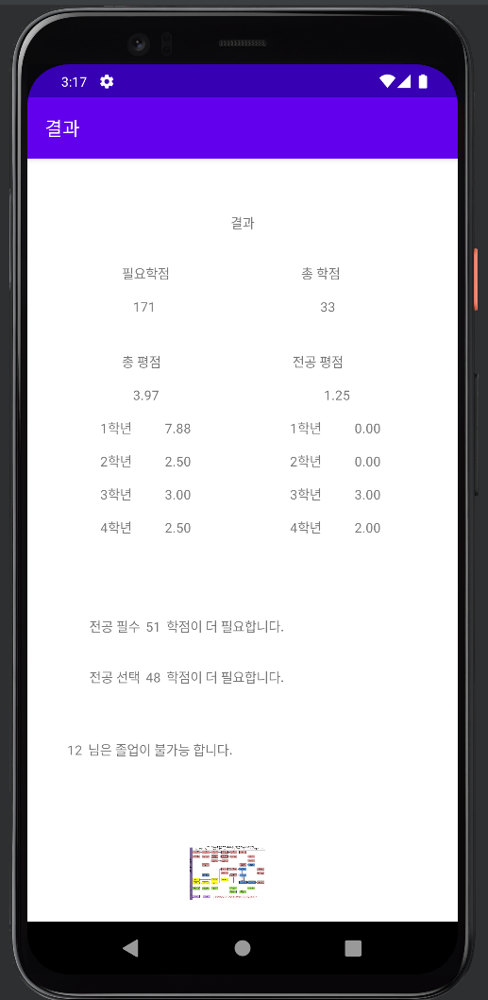 3:17
결과
결과
필요학점 총 학점
171 33
총 평점 전공 평점
3.97 1.25
1학년 7.88 1학년 0.00
2학년 2.50 2학년 0.00
3학년 3.00 3학년 3.00
4학년 2.50 4학년 2.00
전공 필수 51 학점이 더 필요합니다.
전공 선택 48 학점이 더 필요합니다.
12 님은 졸업이 불가능 합니다.